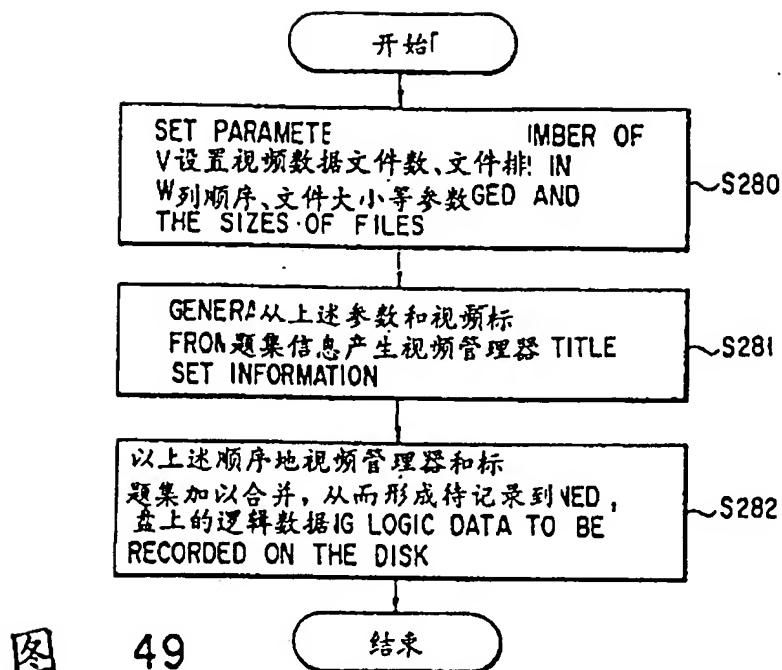 开始
SET PARAMETE IMBER OF
V设置视频数据文件数、文件排 IN
W列顺序、文件大小等参数GED AND
THE SIZES OF FILES
S280
GENERA从上述参数和视频标
FROM题集信息产生视频管理器 TITLE
SET INFORMATION
S281
以上述顺序地视频管理器和标
题集加以合并,从而形成待记录到NED,
盘上的逻辑数据IG LOGIC DATA TO BE
RECORDED ON THE DISK
S282
结束
图 49